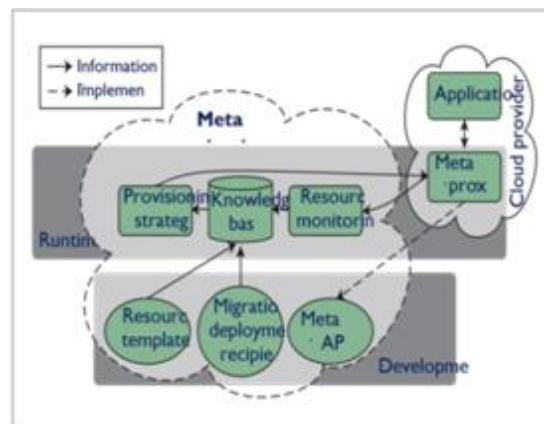 Information
Implemen
Meta
Application
Cloud provider
Meta
prox
Provisionin
strateg
Knowledg
bas
Resourc
monitorin
Runtim
Resourc
template
Migratio
deployme
recipie
Meta
AP
Developme